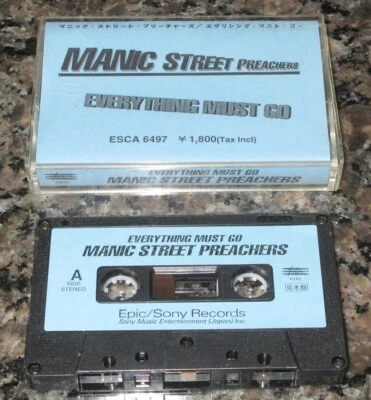 マニック・ストリート・プリーチャーズ/エヴリシング・マスト・ゴー
MANIC STREET PREACHERS
EVERYTHING MUST GO
ESCA 6497 ¥1,800(Tax incl)
EVERYTHING MUST GO
MANIC STREET PREACHERS
EVERYTHING MUST GO
MANIC STREET PREACHERS
A
SIDE
STEREO
Epic/Sony Records
Sony Music Entertainment (Japan) Inc.